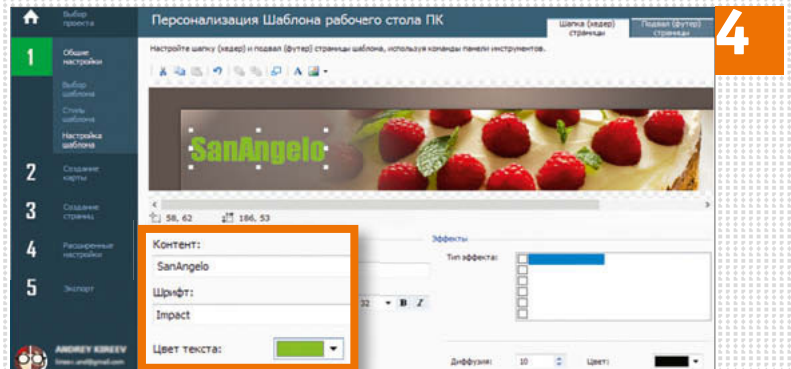 4
Выбор
проекта
Персонализация Шаблона рабочего стола ПК
Шапка (хедер)
страницы
Подвал (футер)
страницы
1
Общие
настройки
Настройте шапку (хедер) и подвал (футер) страницы шаблона, используя команды панели инструментов.
Выбор
шаблона
Стиль
шаблона
Настройка
шаблона
SanAngelo
2
Создание
карты
3
Создание
страниц
58, 62
186, 53
4
Расширенные
настройки
Контент:
SanAngelo
Шрифт:
Impact
Цвет текста:
32
B I
Эффекты
Тип эффекта:
5
Экспорт
ANDREY KIREEV
Диффузия:
10
Цвет: